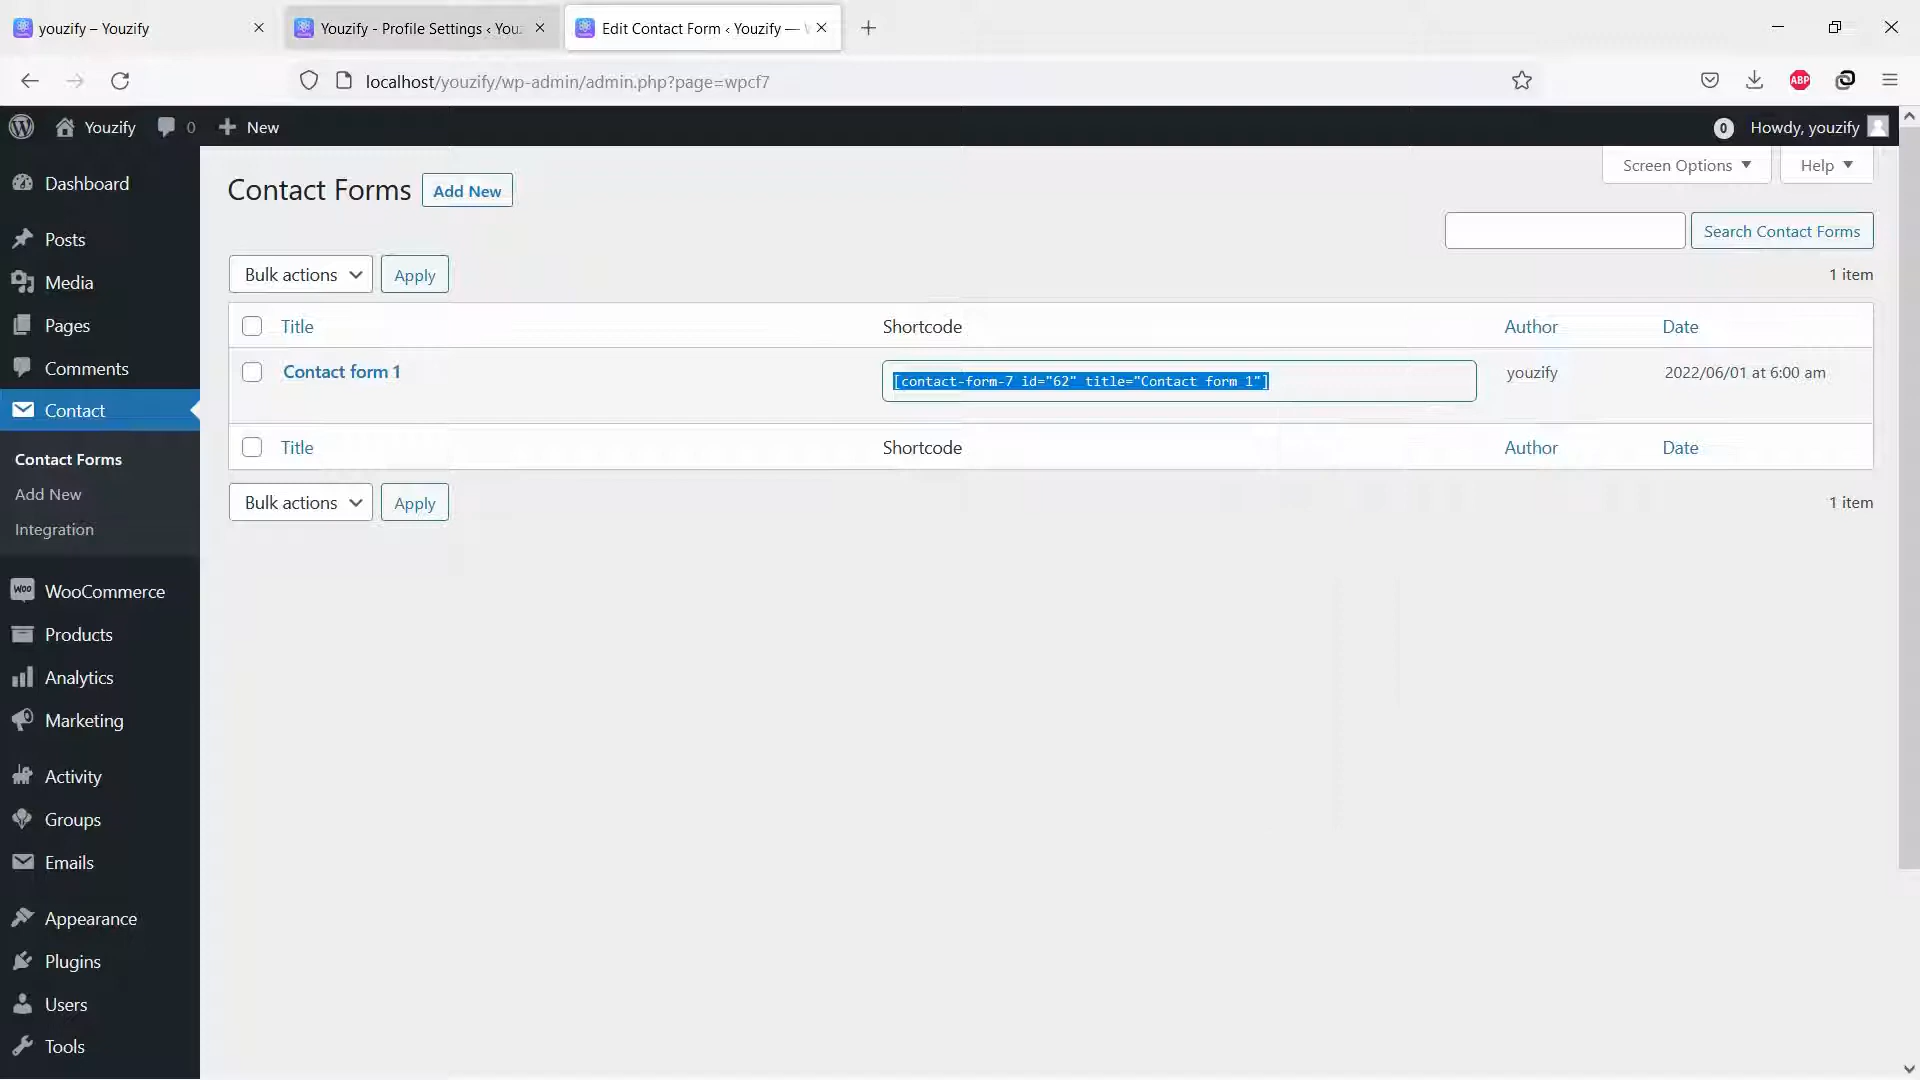 youzify – Youzify
Youzify - Profile Settings ‹ You
Edit Contact Form ‹ Youzify —
localhost/youzify/wp-admin/admin.php?page=wpcf7
ABP
Youzify
0
New
0
Howdy, youzify
Dashboard
Posts
Media
Pages
Comments
Contact
Contact Forms
Add New
Integration
Woo
WooCommerce
Products
Analytics
Marketing
Activity
Groups
Emails
Appearance
Plugins
Users
Tools
Screen Options
Help
Contact Forms
Add New
Search Contact Forms
Bulk actions
Apply
1 item
Title
Shortcode
Author
Date
Contact form 1
[contact-form-7 id="62" title="Contact form 1"]
youzify
2022/06/01 at 6:00 am
Title
Shortcode
Author
Date
Bulk actions
Apply
1 item